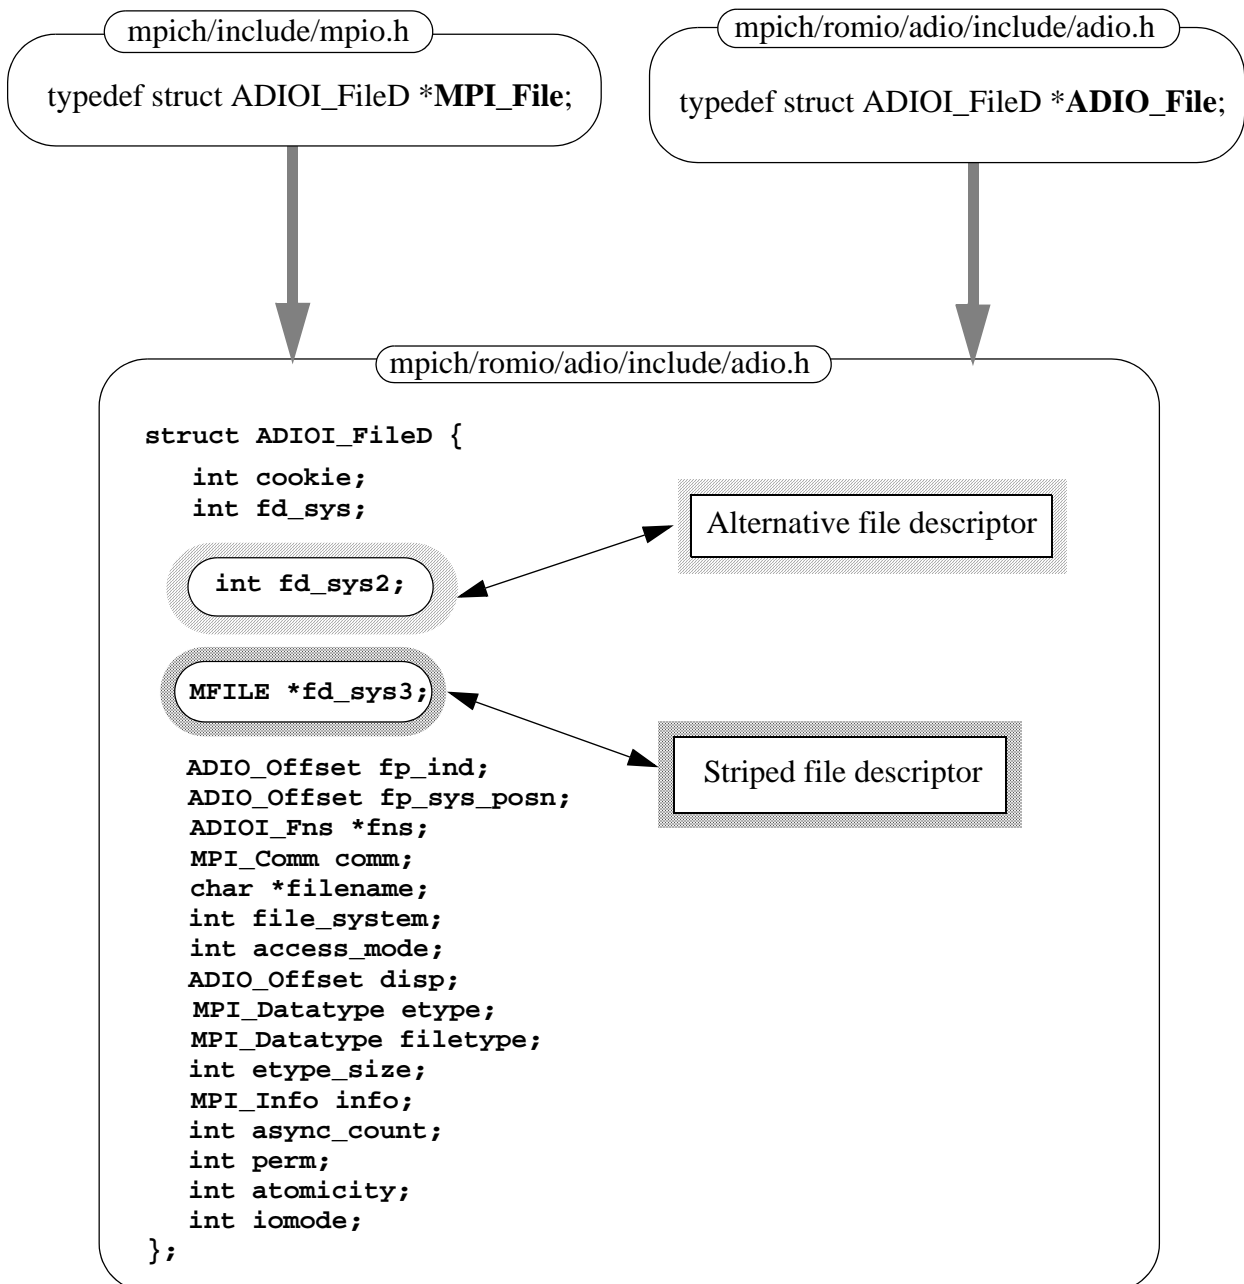 mpich/include/mpio.h
typedef struct ADIOI_FileD *MPI_File;
mpich/romio/adio/include/adio.h
typedef struct ADIOI_FileD *ADIO_File;
mpich/romio/adio/include/adio.h
struct ADIOI_FileD {
int cookie;
int fd_sys;
int fd_sys2;
Alternative file descriptor
MFILE *fd_sys3;
Striped file descriptor
ADIO_Offset fp_ind;
ADIO_Offset fp_sys_posn;
ADIOI_Fns *fns;
MPI_Comm comm;
char *filename;
int file_system;
int access_mode;
ADIO_Offset disp;
MPI_Datatype etype;
MPI_Datatype filetype;
int etype_size;
MPI_Info info;
int async_count;
int perm;
int atomicity;
int iomode;
};